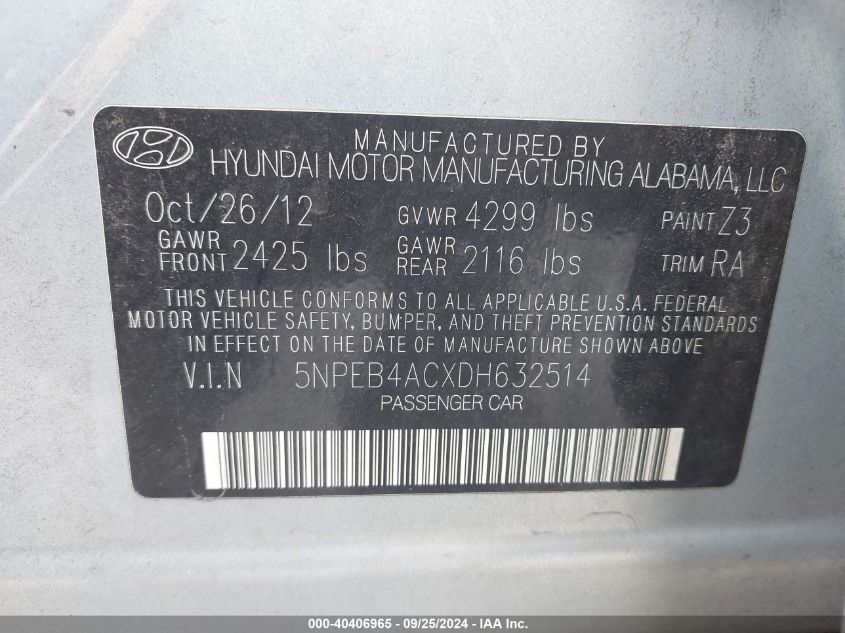 MANUFACTURED BY
HYUNDAI MOTOR MANUFACTURING ALABAMA, LLC
Oct/26/12 GVWR 4299 lbs PAINT Z3
GAWR FRONT 2425 lbs GAWR REAR 2116 lbs TRIM RA
THIS VEHICLE CONFORMS TO ALL APPLICABLE U.S.A. FEDERAL
MOTOR VEHICLE SAFETY, BUMPER, AND THEFT PREVENTION STANDARDS
IN EFFECT ON THE DATE OF MANUFACTURE SHOWN ABOVE
V.I.N 5NPEB4ACXDH632514
PASSENGER CAR
000-40406965 - 09/25/2024 - IAA Inc.